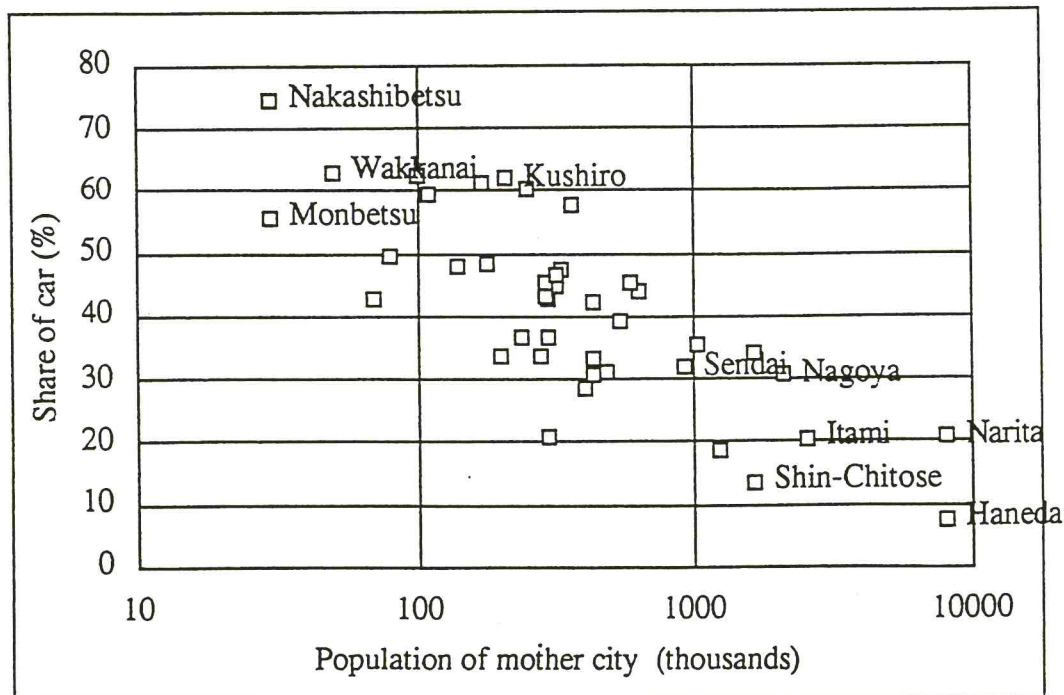 80
Nakashibetsu
70
Wakkanai
Kushiro
60
Monbetsu
50
40
Sendai
Nagoya
30
Itami
Narita
20
Shin-Chitose
10
Haneda
0
10 100 1000 10000
Share of car (%)
Population of mother city (thousands)